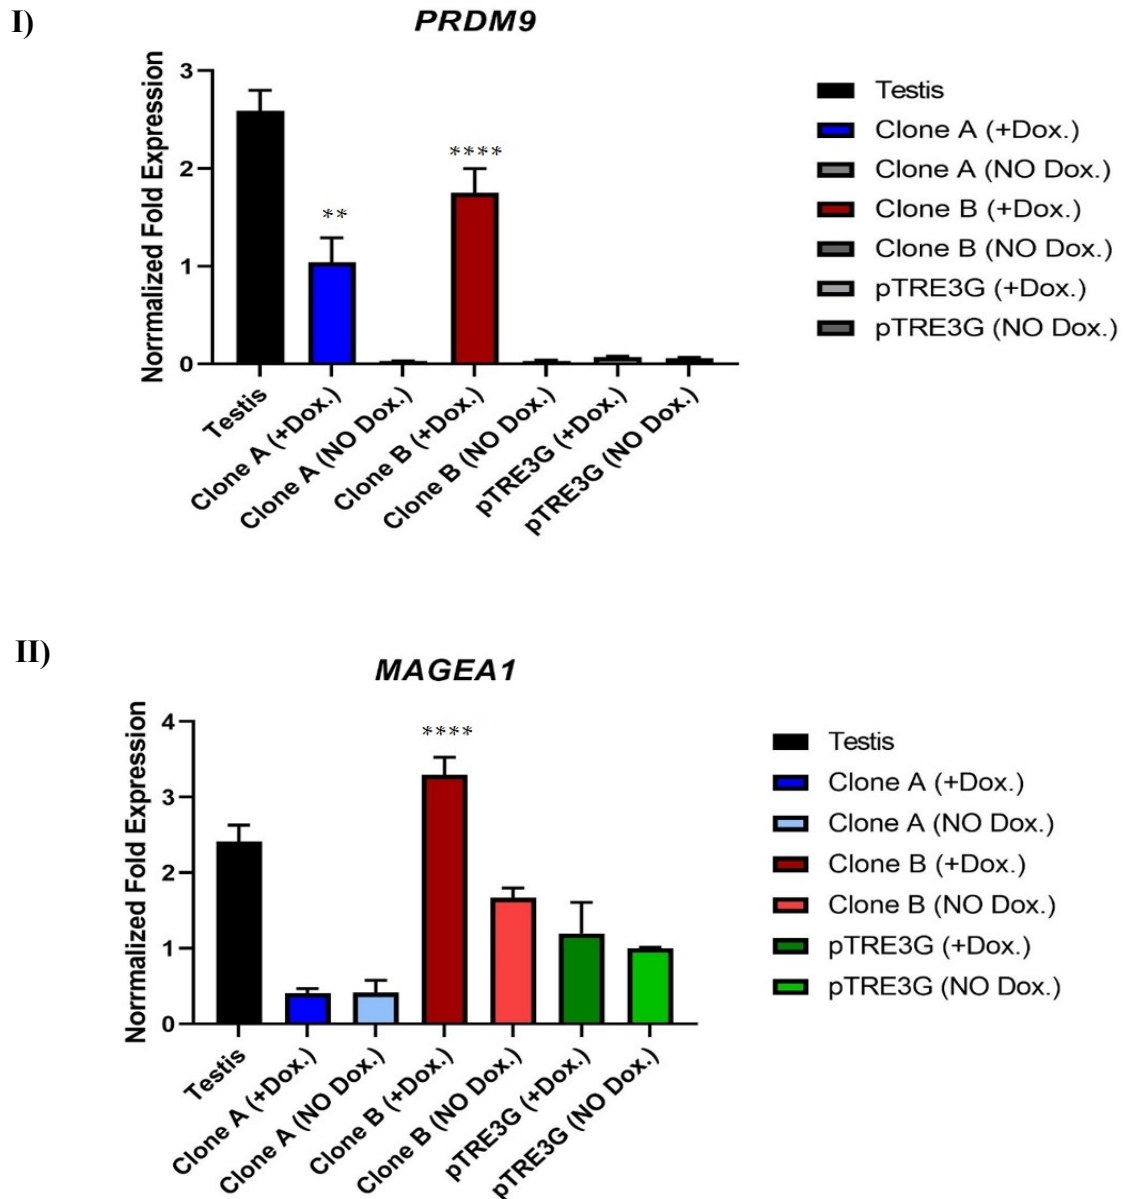 I)
PRDM9
Norrmalized Fold Expression
3
2
1
0
**
****
Testis
Clone A (+Dox.)
Clone A (NO Dox.)
Clone B (+Dox.)
Clone B (NO Dox.)
pTRE3G (+Dox.)
pTRE3G (NO Dox.)
Testis
Clone A (+Dox.)
Clone A (NO Dox.)
Clone B (+Dox.)
Clone B (NO Dox.)
pTRE3G (+Dox.)
pTRE3G (NO Dox.)
II)
MAGEA1
Norrmalized Fold Expression
4
3
2
1
0
****
Testis
Clone A (+Dox.)
Clone A (NO Dox.)
Clone B (+Dox.)
Clone B (NO Dox.)
pTRE3G (+Dox.)
pTRE3G (NO Dox.)
Testis
Clone A (+Dox.)
Clone A (NO Dox.)
Clone B (+Dox.)
Clone B (NO Dox.)
pTRE3G (+Dox.)
pTRE3G (NO Dox.)